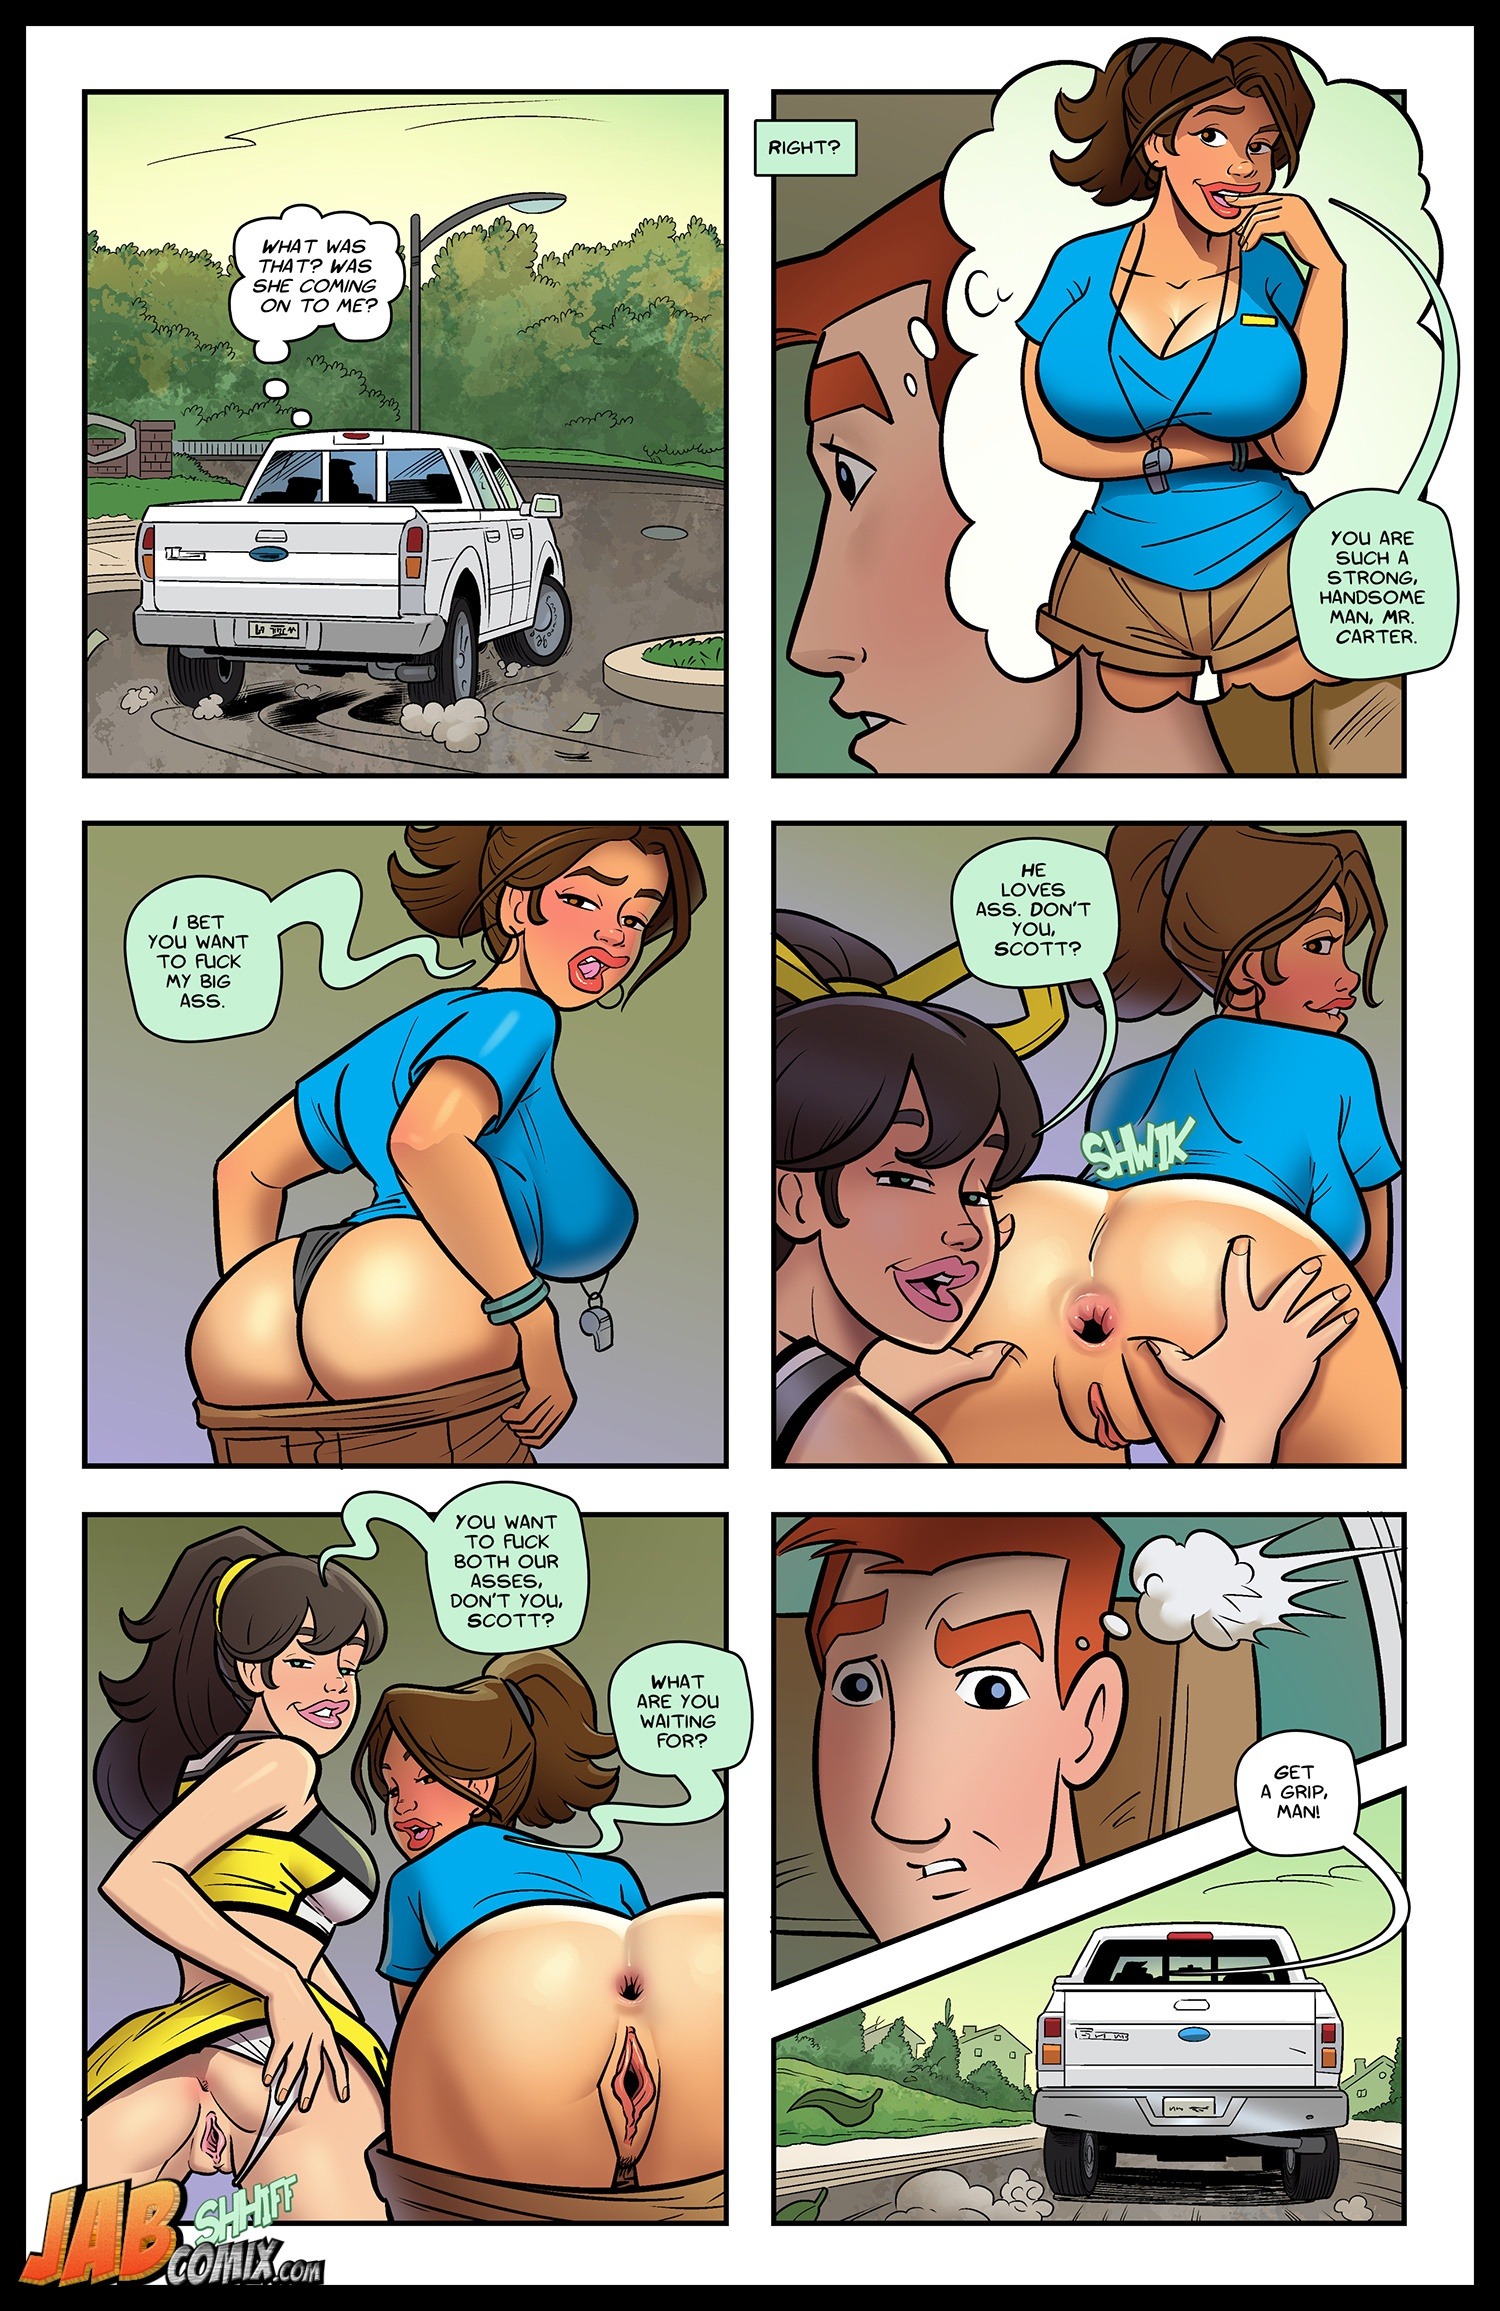 WHAT WAS
THAT? WAS
SHE COMING
ON TO ME?
RIGHT?
YOU ARE
SUCH A
STRONG,
HANDSOME
MAN, MR.
CARTER.
I BET
YOU WANT
TO FUCK
MY BIG
ASS.
HE
LOVES
ASS. DON'T
YOU,
SCOTT?
SHWIK
YOU WANT
TO FUCK
BOTH OUR
ASSES,
DON'T YOU,
SCOTT?
WHAT
ARE YOU
WAITING
FOR?
SHHIFF
GET
A GRIP,
MAN!
JAB
COMIX.com